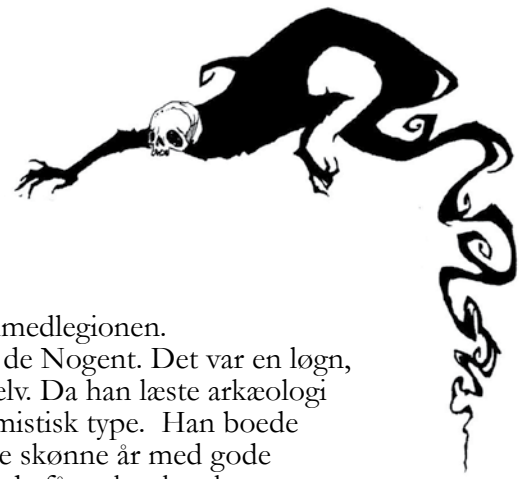 medlegionen.
de Nogent. Det var en løgn,
elv. Da han læste arkæologi
mistisk type. Han boede
e skønne år med gode